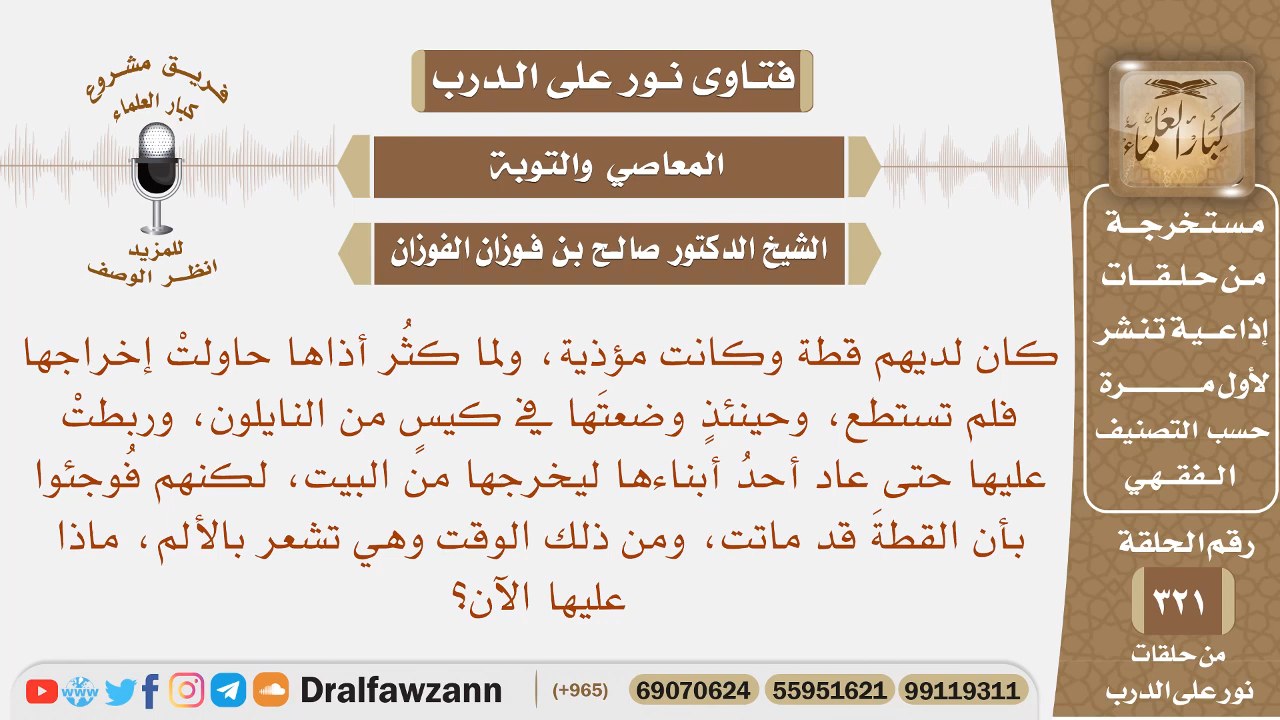 فتاوى نور على الدرب
المعاصي والتوبة
الشيخ الدكتور صالح بن فوزان الفوزان
فريق مشروع
كبار العلماء
للمزيد
انظر الوصف
كان لديهم قطة وكانت مؤذية، ولما كثُر أذاها حاولتْ إخراجها
فلم تستطع، وحينئذٍ وضعتَها في كيسٍ من النايلون، وربطتْ
عليها حتى عاد أحدُ أبناءها ليخرجها من البيت، لكنهم فُوجئوا
بأن القطةَ قد ماتت، ومن ذلك الوقت وهي تشعر بالألم، ماذا
عليها الآن؟
كِبَار العُلَمَاء
مستخرجة
من حلقات
إذاعية تنشر
لأول مرة
حسب التصنيف
الفقهي
رقم الحلقة
٣٢١
من حلقات
نور على الدرب
www
Dralfawzann
(+965)
69070624
55951621
99119311